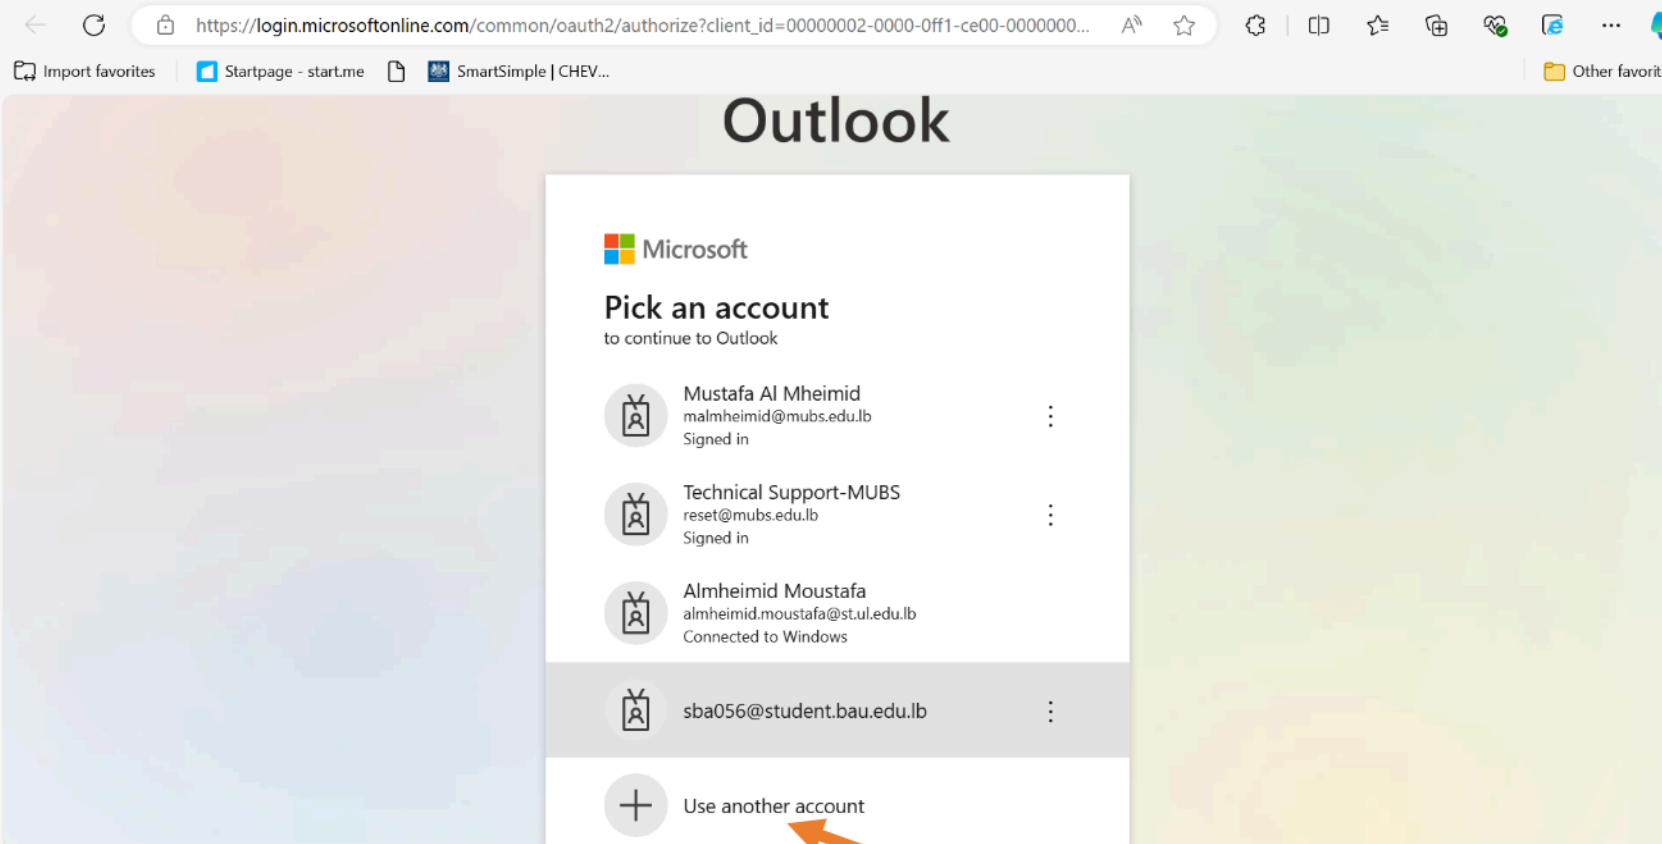 https://login.microsoftonline.com/common/oauth2/authorize?client_id=00000002-0000-0ff1-ce00-0000000...
Import favorites
Startpage - start.me
SmartSimple | CHEV...
Other favorit
Outlook
Microsoft
Pick an account
to continue to Outlook
Mustafa Al Mheimid
malmheimid@mubs.edu.lb
Signed in
Technical Support-MUBS
reset@mubs.edu.lb
Signed in
Almheimid Moustafa
almheimid.moustafa@st.ul.edu.lb
Connected to Windows
sba056@student.bau.edu.lb
Use another account